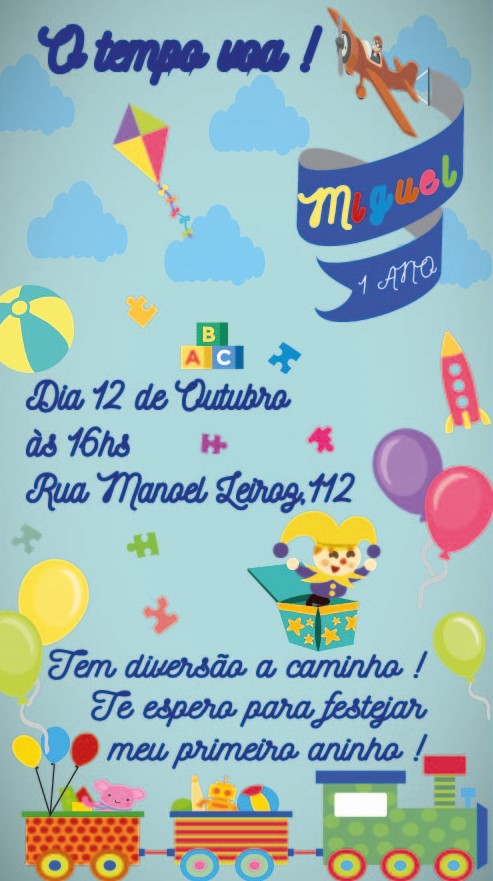 O tempo voa !
Miguel
1 ANO
B
A C
Dia 12 de Outubro
às 16hs
Rua Manoel Leiroz,112
Tem diversão a caminho !
Te espero para festejar
meu primeiro aninho !